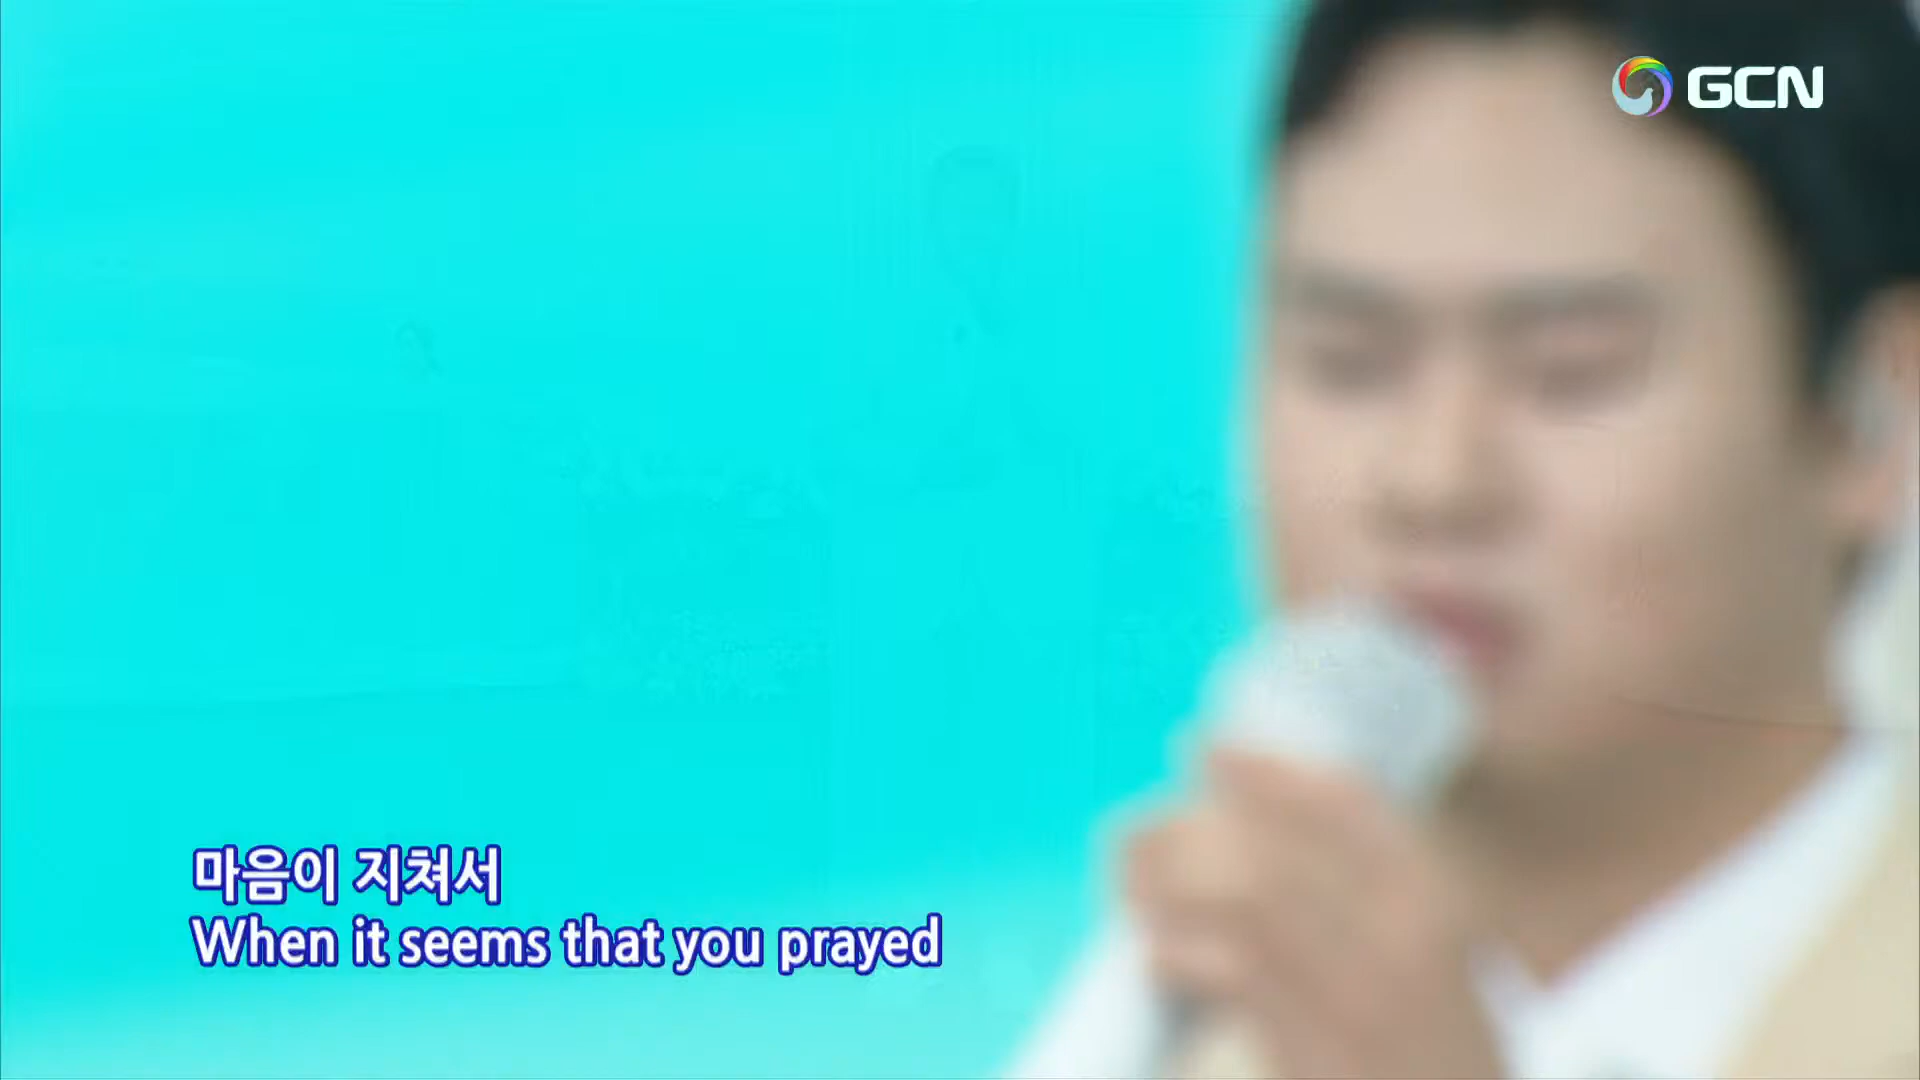 GCN
마음이 지쳐서
When it seems that you prayed